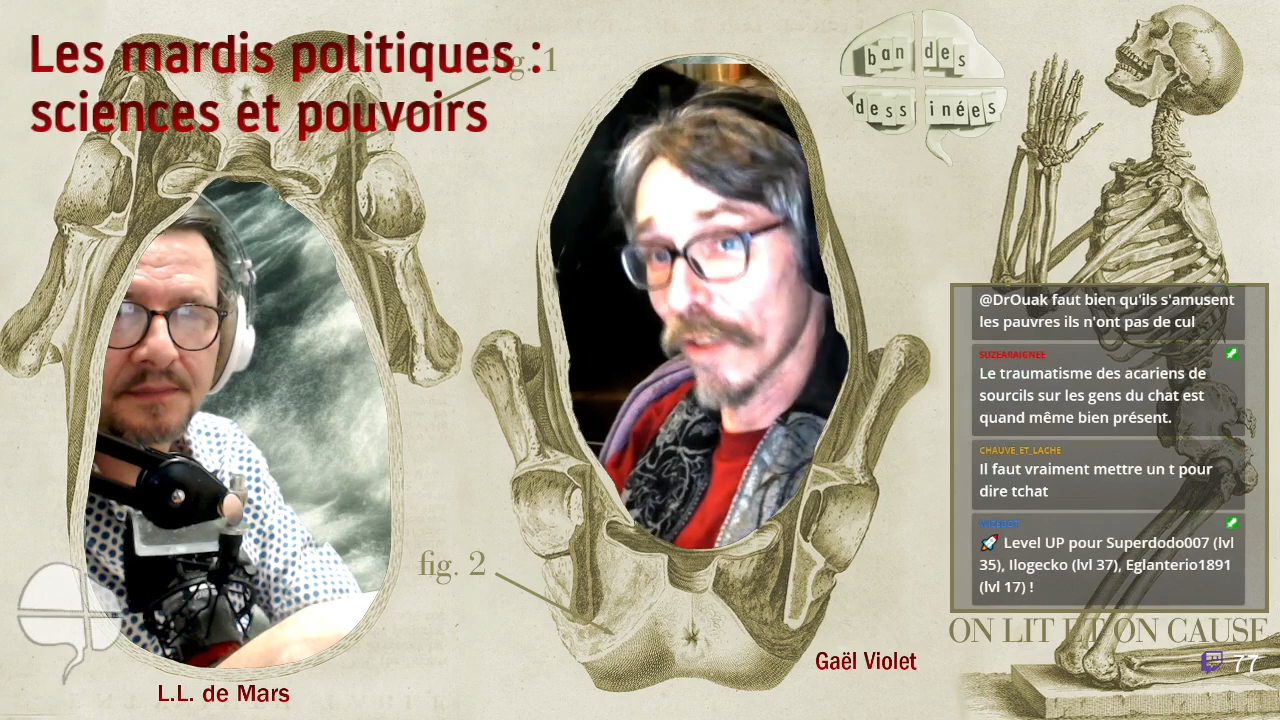 Les mardis politiques :
sciences et pouvoirs
fig. 1
ban des
dess inées
@DrOuak faut bien qu'ils s'amusent
les pauvres ils n'ont pas de cul
SUZEARAIGNEE
Le traumatisme des acariens de
sourcils sur les gens du chat est
quand même bien présent.
CHAUVE_ET_LACHE
Il faut vraiment mettre un t pour
dire tchat
🚀 Level UP pour Superdodo007 (lvl
35), Ilogecko (lvl 37), Eglanterio1891
(lvl 17) !
fig. 2
ON LIT ET ON CAUSE
77
Gaël Violet
L.L. de Mars